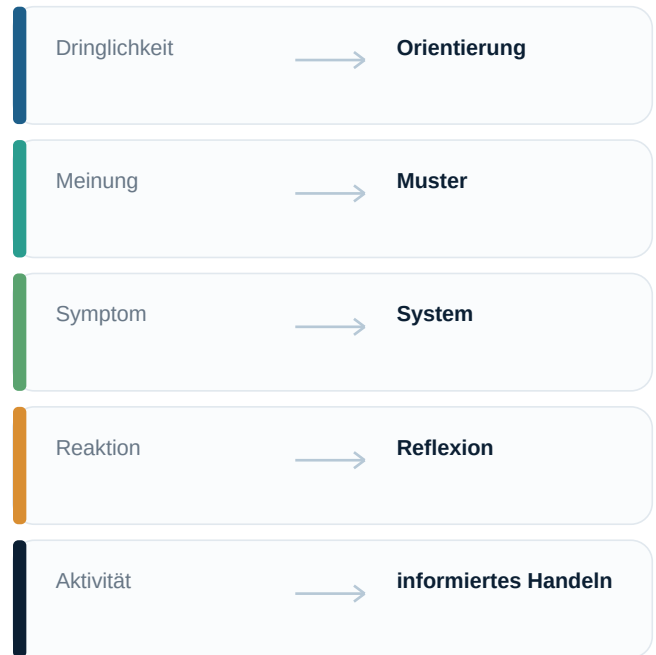 Dringlichkeit → Orientierung
Meinung → Muster
Symptom → System
Reaktion → Reflexion
Aktivität → informiertes Handeln